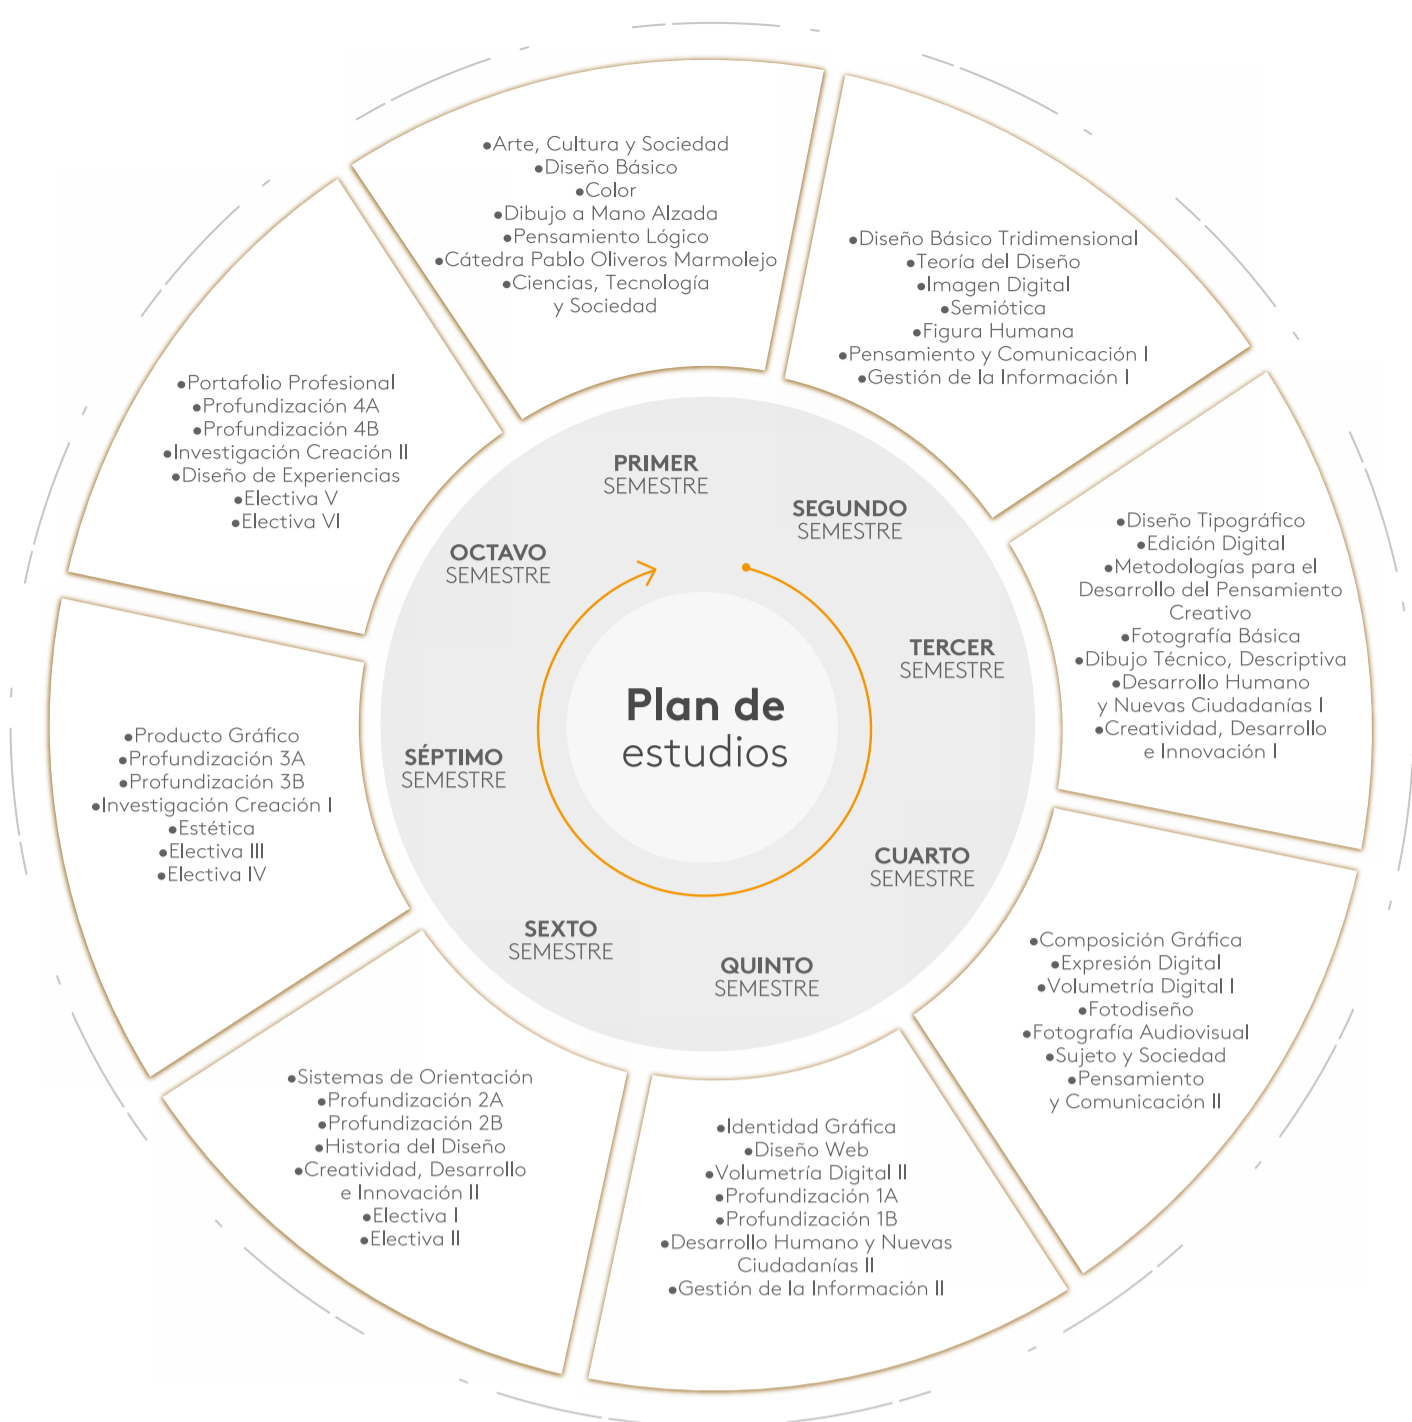 Plan de
estudios
PRIMER
SEMESTRE
●Arte, Cultura y Sociedad
●Diseño Básico
●Color
●Dibujo a Mano Alzada
●Pensamiento Lógico
●Cátedra Pablo Oliveros Marmolejo
●Ciencias, Tecnología
y Sociedad
SEGUNDO
SEMESTRE
●Diseño Básico Tridimensional
●Teoría del Diseño
●Imagen Digital
●Semiótica
●Figura Humana
●Pensamiento y Comunicación I
●Gestión de la Información I
TERCER
SEMESTRE
●Diseño Tipográfico
●Edición Digital
●Metodologías para el
Desarrollo del Pensamiento
Creativo
●Fotografía Básica
●Dibujo Técnico, Descriptiva
●Desarrollo Humano
y Nuevas Ciudadanías I
●Creatividad, Desarrollo
e Innovación I
CUARTO
SEMESTRE
●Composición Gráfica
●Expresión Digital
●Volumetría Digital I
●Fotodiseño
●Fotografía Audiovisual
●Sujeto y Sociedad
●Pensamiento
y Comunicación II
QUINTO
SEMESTRE
●Identidad Gráfica
●Diseño Web
●Volumetría Digital II
●Profundización 1A
●Profundización 1B
●Desarrollo Humano y Nuevas
Ciudadanías II
●Gestión de la Información II
SEXTO
SEMESTRE
●Sistemas de Orientación
●Profundización 2A
●Profundización 2B
●Historia del Diseño
●Creatividad, Desarrollo
e Innovación II
●Electiva I
●Electiva II
SÉPTIMO
SEMESTRE
●Producto Gráfico
●Profundización 3A
●Profundización 3B
●Investigación Creación I
●Estética
●Electiva III
●Electiva IV
OCTAVO
SEMESTRE
●Portafolio Profesional
●Profundización 4A
●Profundización 4B
●Investigación Creación II
●Diseño de Experiencias
●Electiva V
●Electiva VI